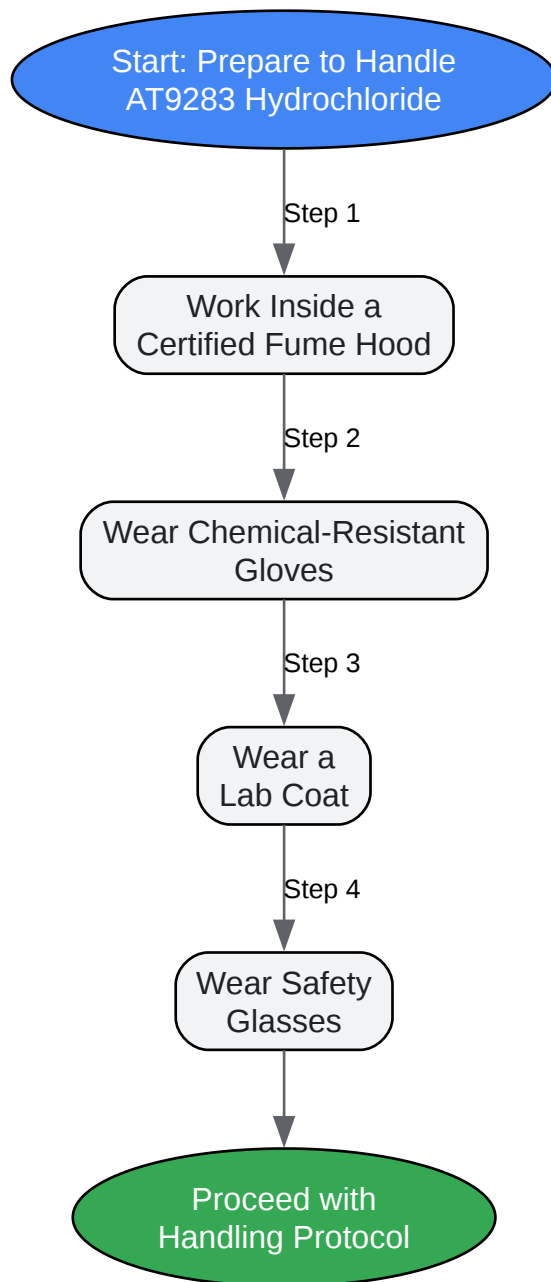 Start: Prepare to Handle
AT9283 Hydrochloride
Step 1
Work Inside a
Certified Fume Hood
Step 2
Wear Chemical-Resistant
Gloves
Step 3
Wear a
Lab Coat
Step 4
Wear Safety
Glasses
Proceed with
Handling Protocol